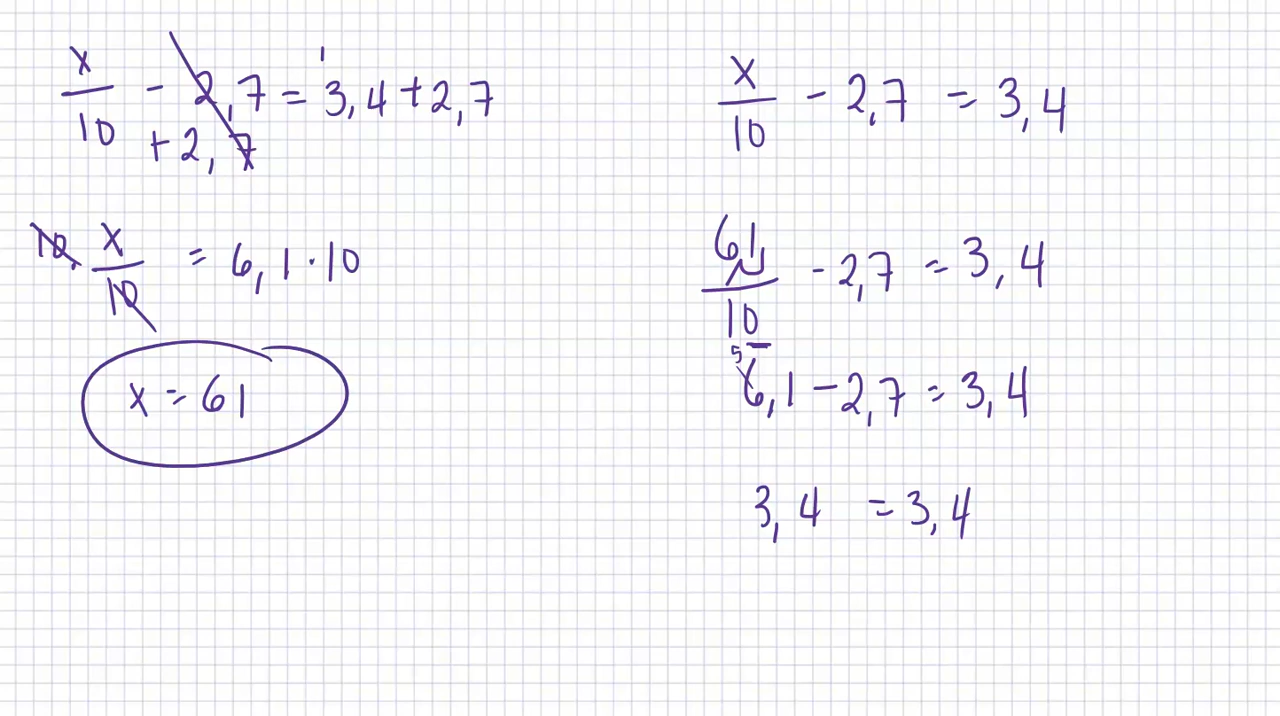 x/10 - 2,7 = 3,4 + 2,7
+ 2,7
10 · x/10 = 6,1 · 10
x = 61
x/10 - 2,7 = 3,4
61/10 - 2,7 = 3,4
6,1 - 2,7 = 3,4
3,4 = 3,4